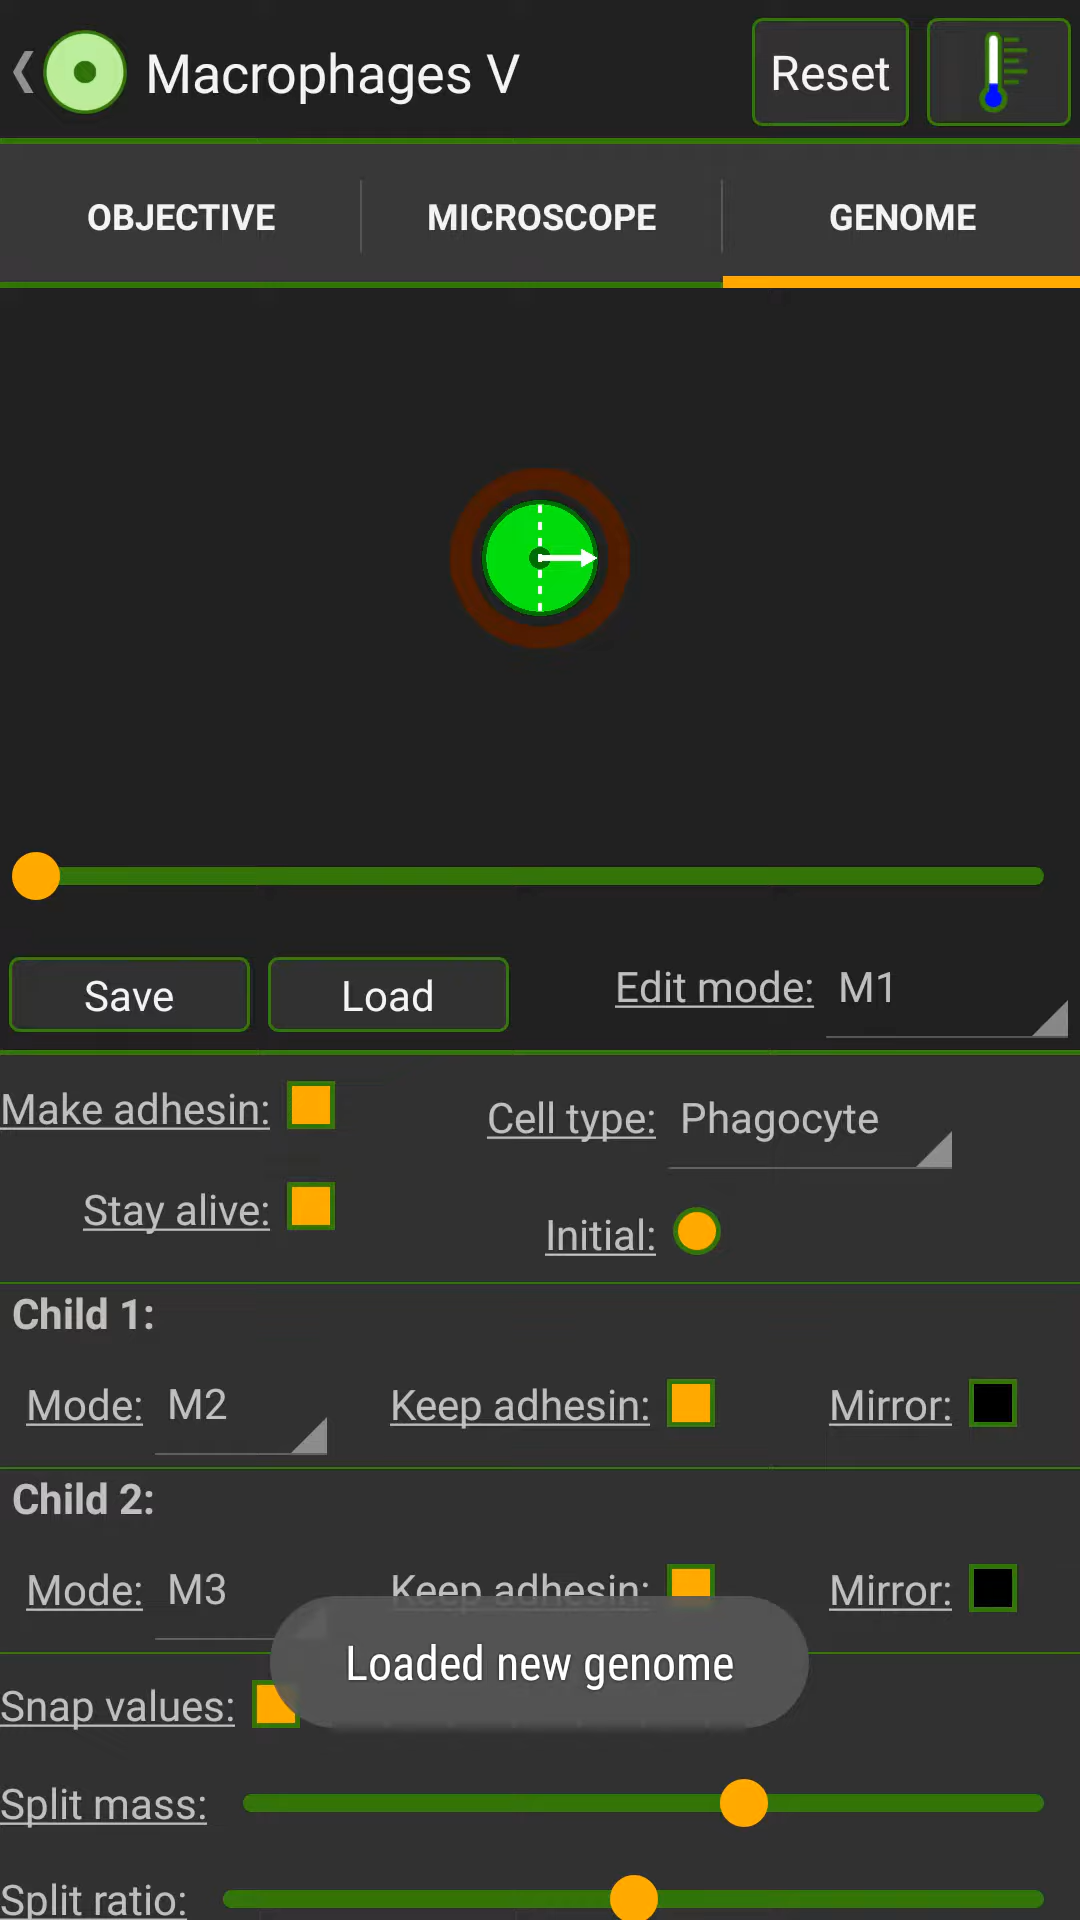 Macrophages V
Reset
OBJECTIVE
MICROSCOPE
GENOME
Save
Load
Edit mode: M1
Make adhesin:
Cell type: Phagocyte
Stay alive:
Initial:
Child 1:
Mode: M2
Keep adhesin:
Mirror:
Child 2:
Mode: M3
Keep adhesin:
Mirror:
Loaded new genome
Snap values:
Split mass:
Split ratio: